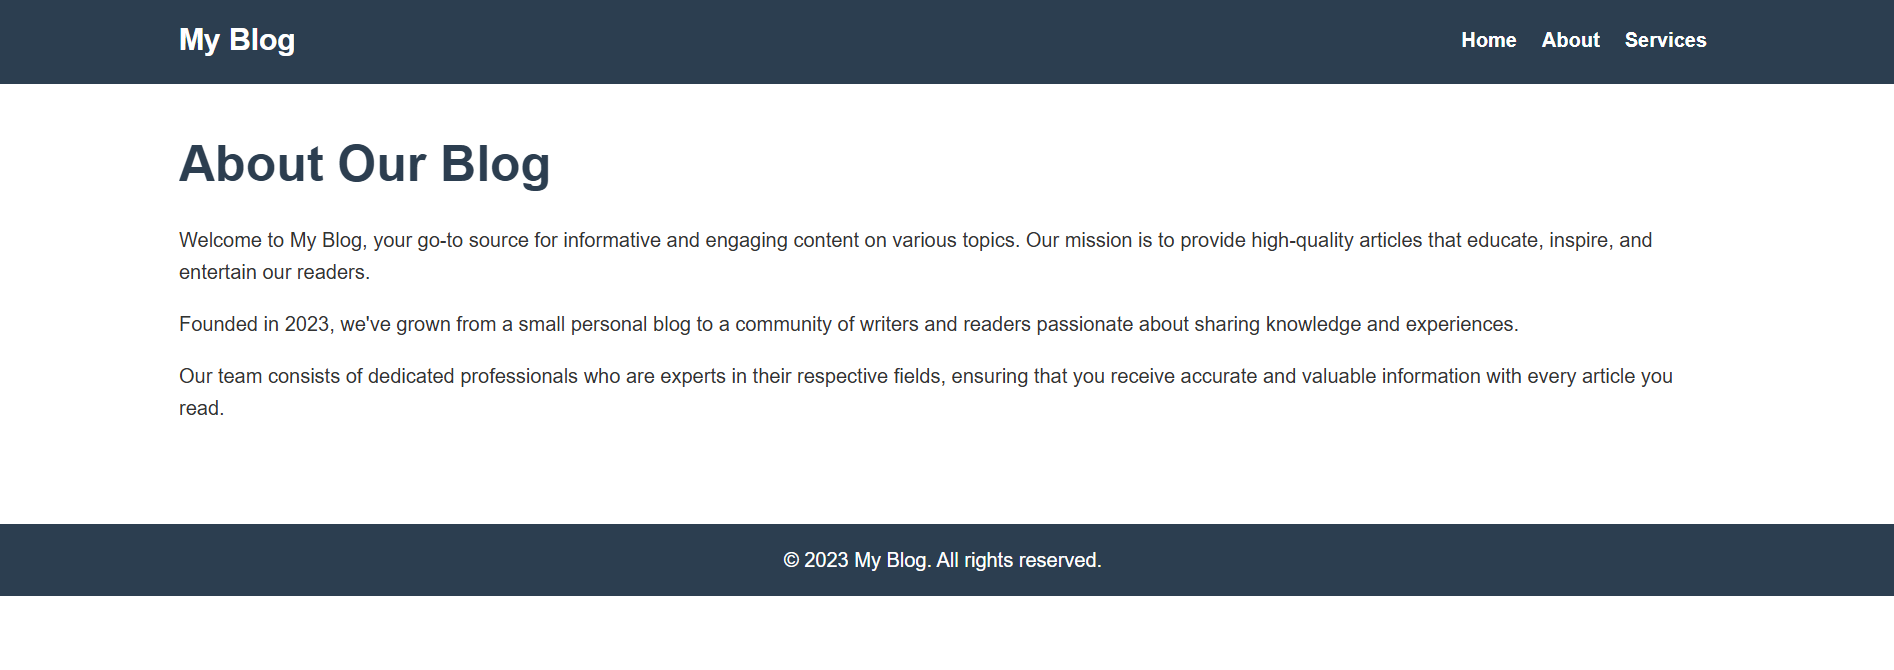 My Blog
Home About Services
About Our Blog
Welcome to My Blog, your go-to source for informative and engaging content on various topics. Our mission is to provide high-quality articles that educate, inspire, and
entertain our readers.
Founded in 2023, we've grown from a small personal blog to a community of writers and readers passionate about sharing knowledge and experiences.
Our team consists of dedicated professionals who are experts in their respective fields, ensuring that you receive accurate and valuable information with every article you
read.
© 2023 My Blog. All rights reserved.